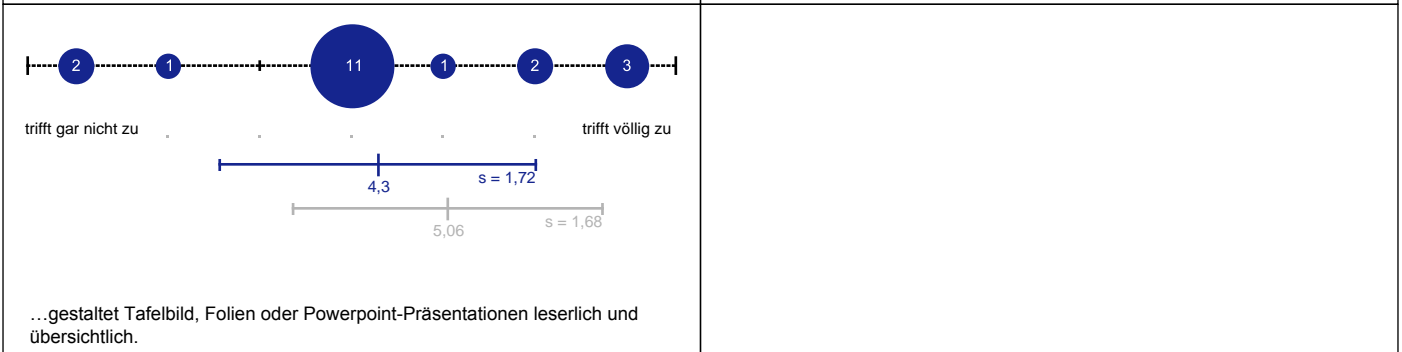 2 1 11 1 2 3
trifft gar nicht zu . . . . . trifft völlig zu
4,3 s = 1,72
5,06 s = 1,68
…gestaltet Tafelbild, Folien oder Powerpoint-Präsentationen leserlich und
übersichtlich.